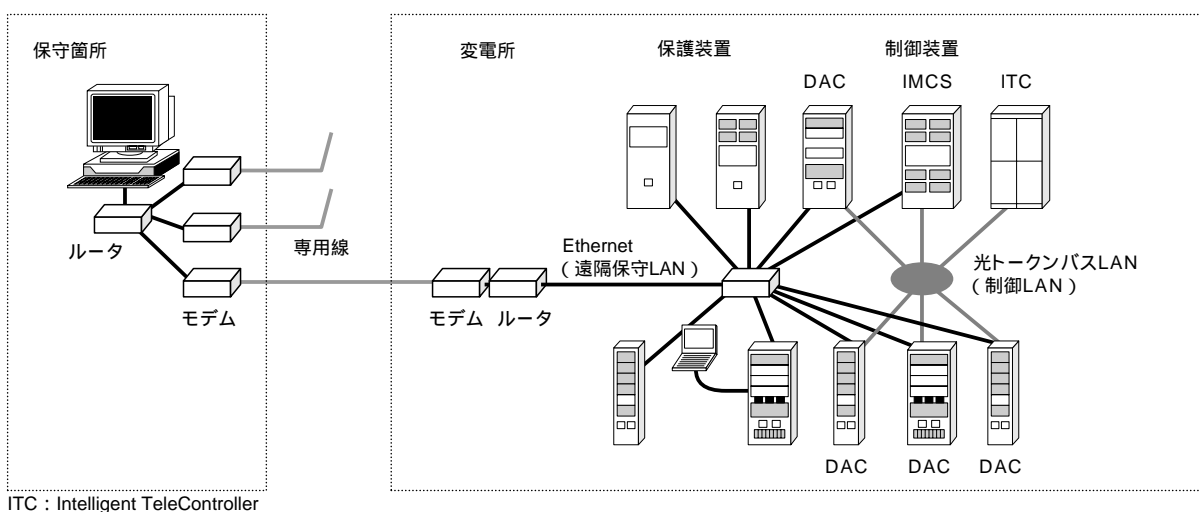 保守箇所
変電所
保護装置
制御装置
DAC
IMCS
ITC
ルータ
専用線
モデム
モデム
ルータ
Ethernet
（遠隔保守LAN）
光トークンバスLAN
（制御LAN）
DAC
DAC
DAC
ITC：Intelligent TeleController